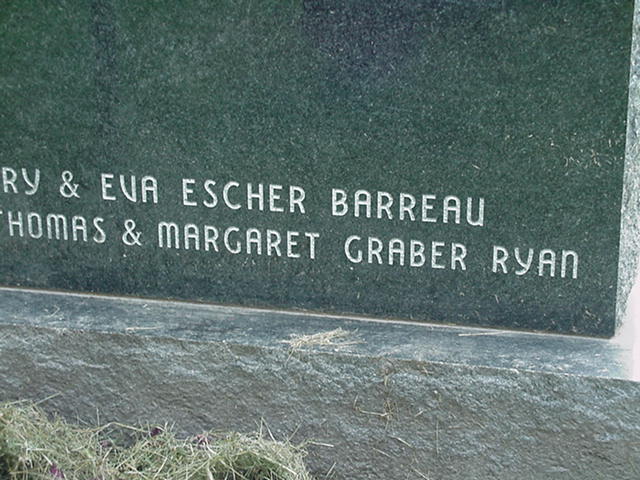 RY & EVA ESCHER BARREAU
THOMAS & MARGARET GRABER RYAN